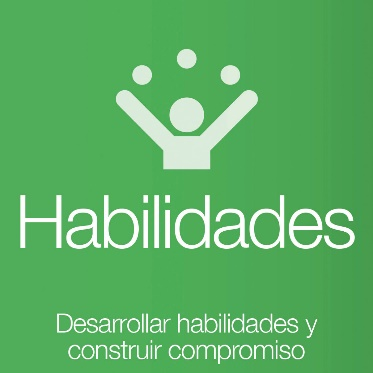 Habilidades
Desarrollar habilidades y
construir compromiso